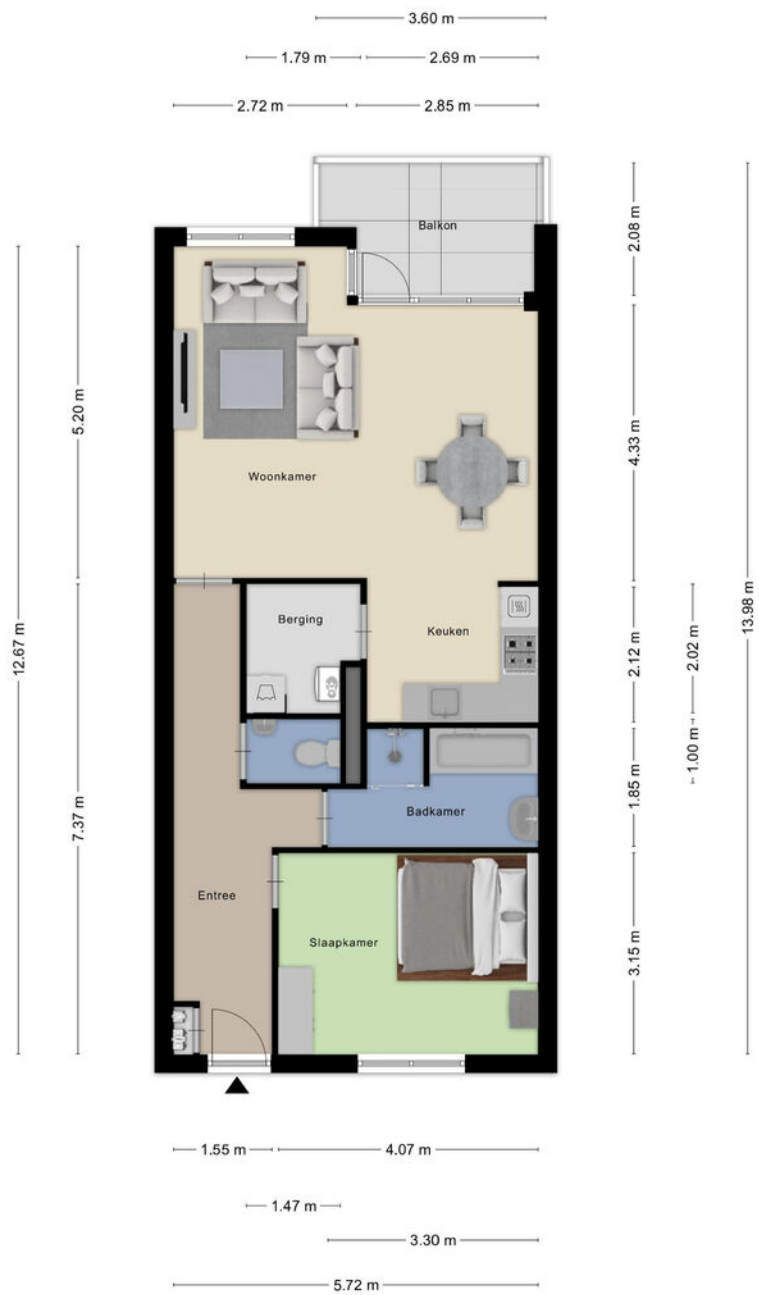 3.60 m
1.79 m
2.69 m
2.72 m
2.85 m
Balkon
2.08 m
5.20 m
4.33 m
Woonkamer
13.98 m
12.67 m
Berging
Keuken
2.12 m
2.02 m
1.00 m
7.37 m
1.85 m
Badkamer
Entree
Slaapkamer
3.15 m
1.55 m
4.07 m
1.47 m
3.30 m
5.72 m